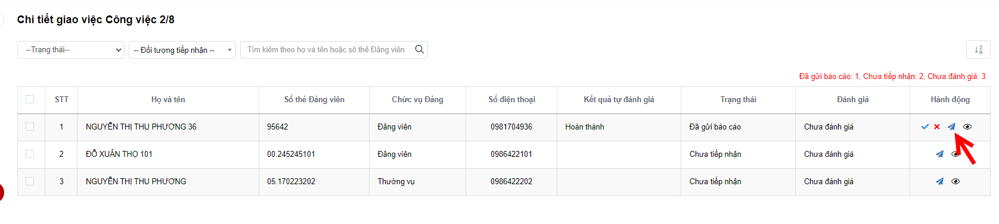 Chi tiết giao việc Công việc 2/8
--Trạng thái-- -- Đối tượng tiếp nhận -- Tìm kiếm theo họ và tên hoặc số thẻ Đảng viên
Đã gửi báo cáo: 1, Chưa tiếp nhận: 2, Chưa đánh giá: 3
STT Họ và tên Số thẻ Đảng viên Chức vụ Đảng Số điện thoại Kết quả tự đánh giá Trạng thái Đánh giá Hành động
1 NGUYỄN THỊ THU PHƯƠNG 36 95642 Đảng viên 0981704936 Hoàn thành Đã gửi báo cáo Chưa đánh giá
2 ĐỖ XUÂN THỌ 101 00.245245101 Đảng viên 0986422101 Chưa tiếp nhận Chưa đánh giá
3 NGUYỄN THỊ THU PHƯƠNG 05.170223202 Thường vụ 0986422202 Chưa tiếp nhận Chưa đánh giá